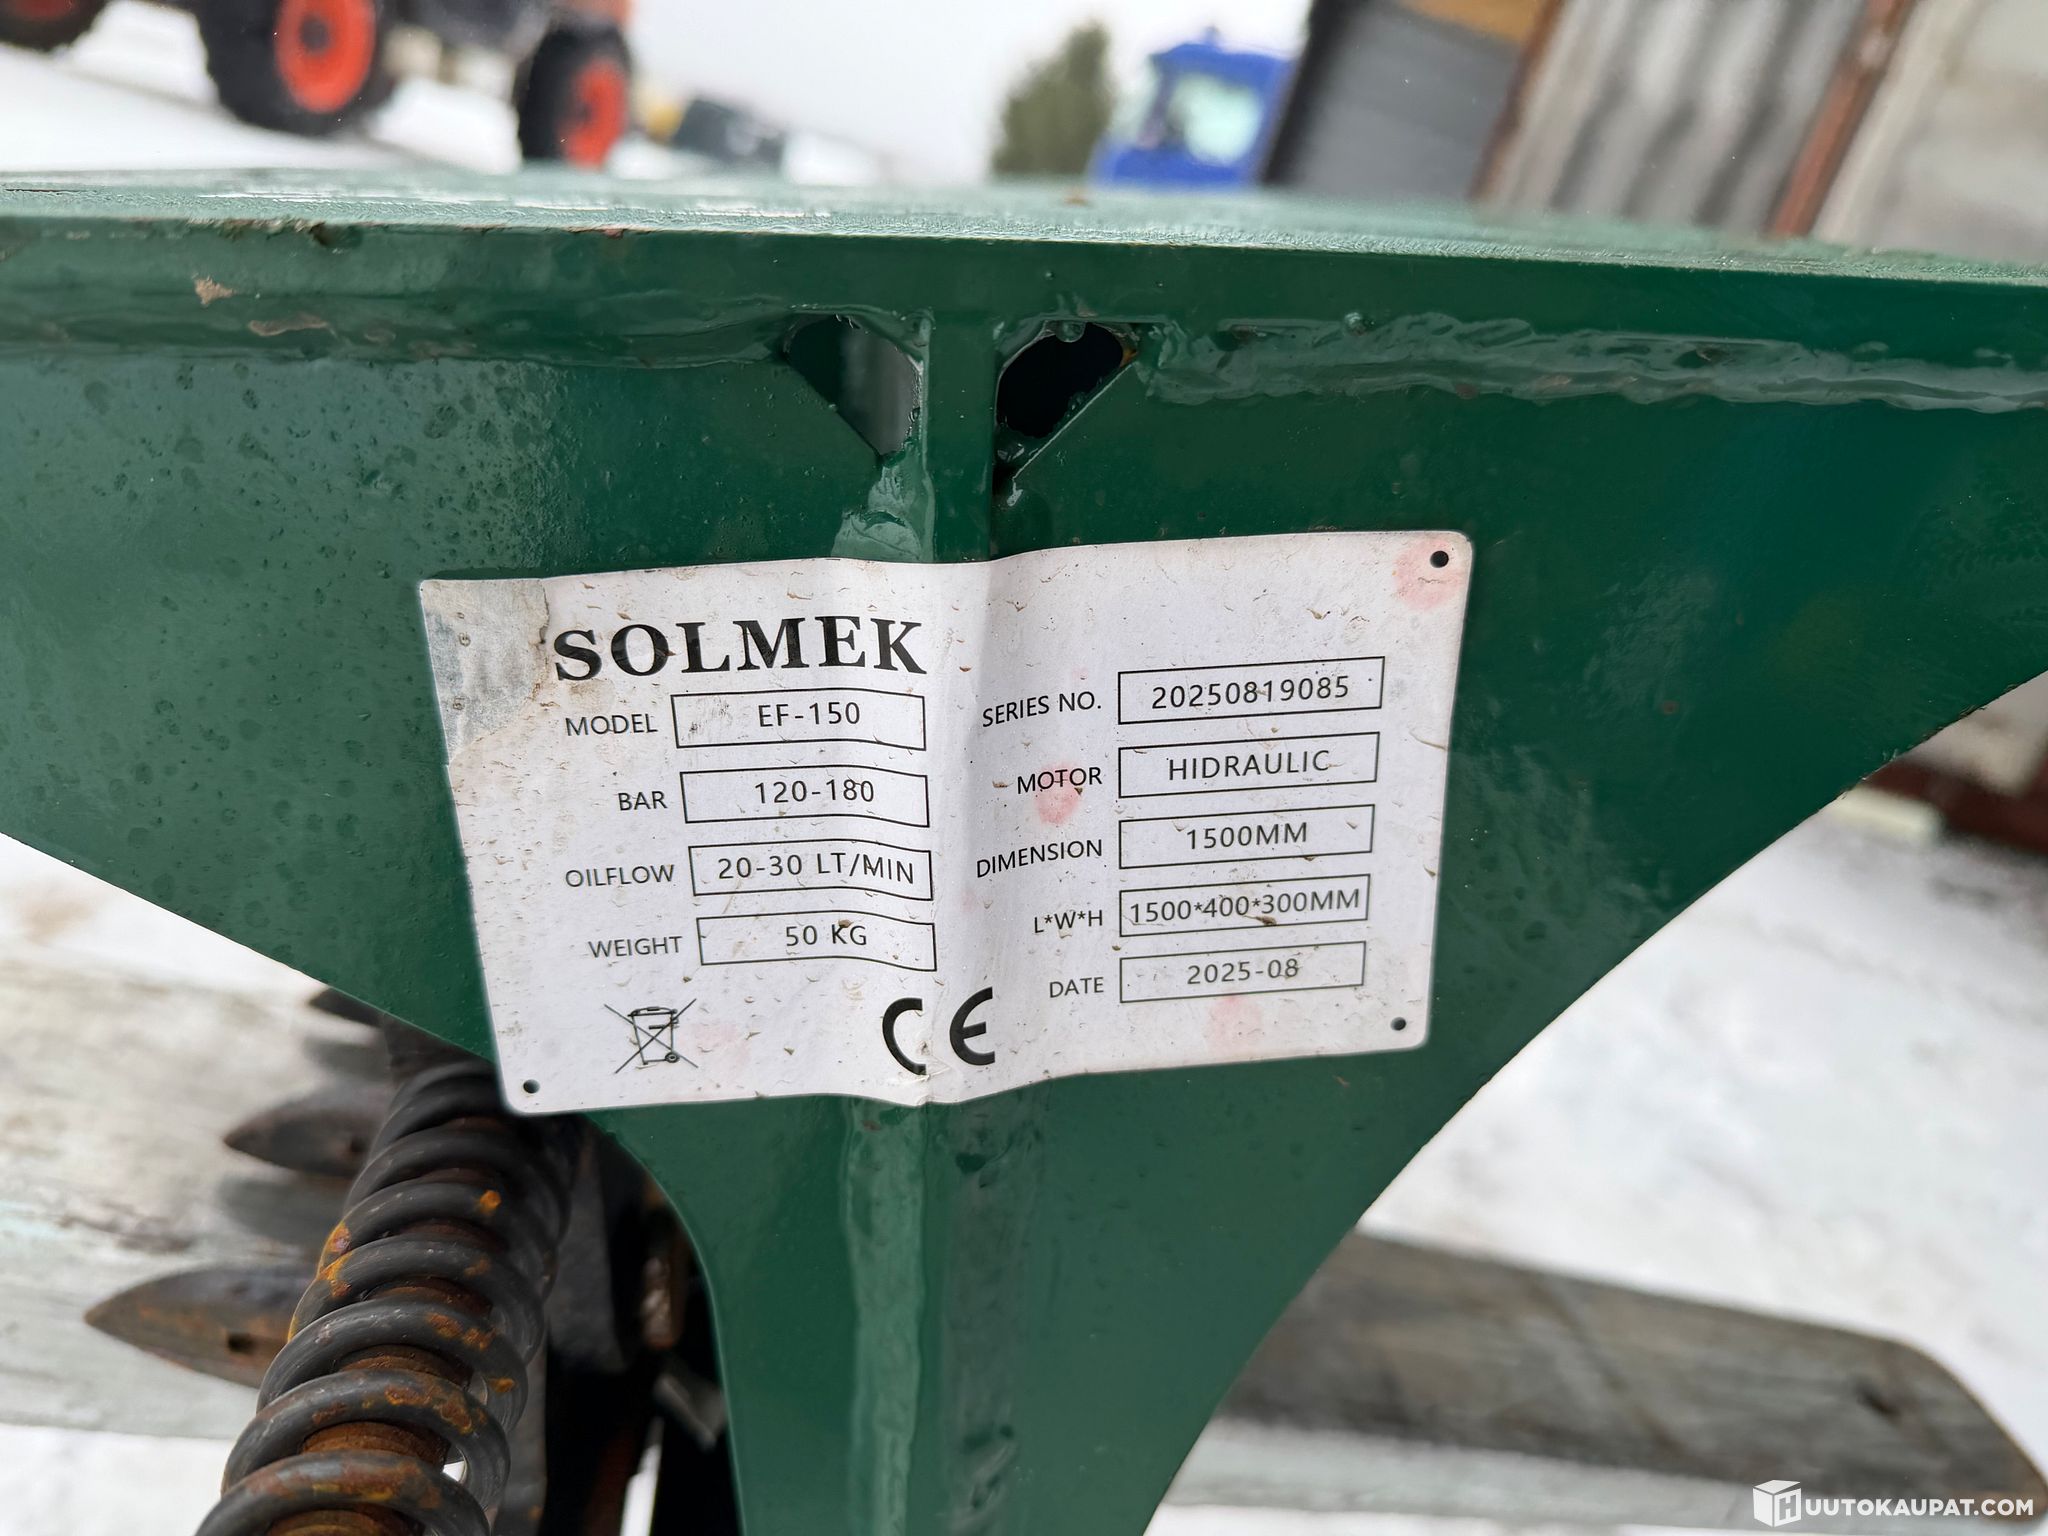 SOLMEK
MODEL EF-150
BAR 120-180
OILFLOW 20-30 LT/MIN
WEIGHT 50 KG
SERIES NO. 20250819085
MOTOR HIDRAULIC
DIMENSION 1500MM
L*W*H 1500*400*300MM
DATE 2025-08
CE
HUUTOKAUPAT.COM